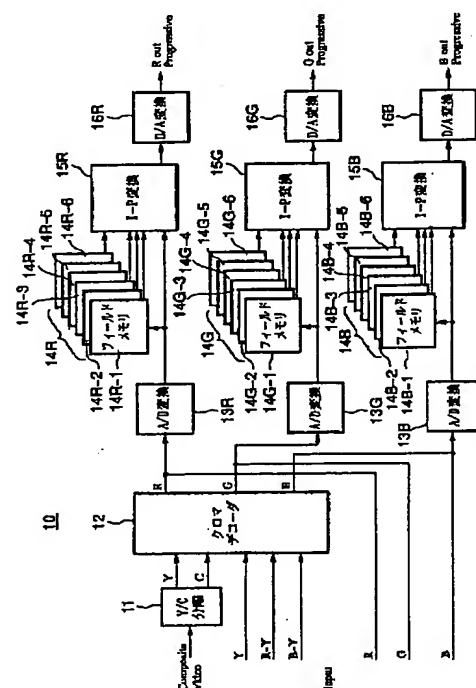 10
Composite
Video
11
Y/C
分離
Y
C
12
クロマ
デコーダ
Y
R-Y
B-Y
R
G
B
Input
R
G
B
A/D変換
13R
14R
14R-1
14R-2
14R-3
14R-4
14R-5
14R-6
フィールド
メモリ
15R
I-P変換
16R
D/A変換
R out
Progressive
A/D変換
13G
14G
14G-1
14G-2
14G-3
14G-4
14G-5
14G-6
フィールド
メモリ
15G
I-P変換
16G
D/A変換
G out
Progressive
A/D変換
13B
14B
14B-1
14B-2
14B-3
14B-4
14B-5
14B-6
フィールド
メモリ
15B
I-P変換
16B
D/A変換
B out
Progressive